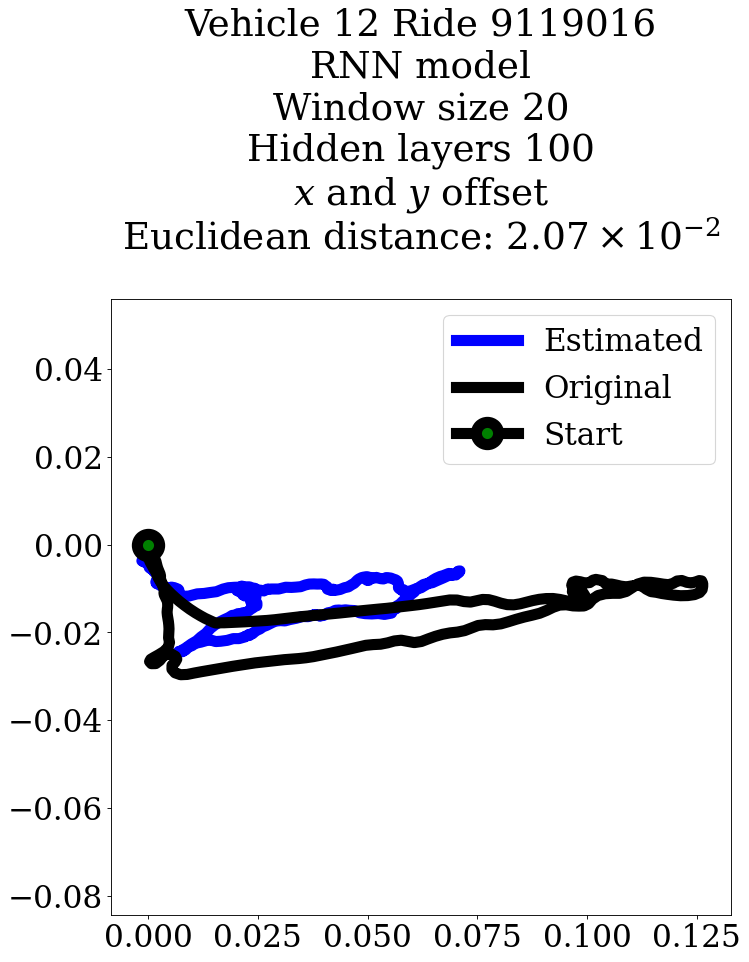 Vehicle 12 Ride 9119016
RNN model
Window size 20
Hidden layers 100
x and y offset
Euclidean distance: 2.07 × 10⁻²
Estimated
Original
Start
0.04
0.02
0.00
−0.02
−0.04
−0.06
−0.08
0.000 0.025 0.050 0.075 0.100 0.125